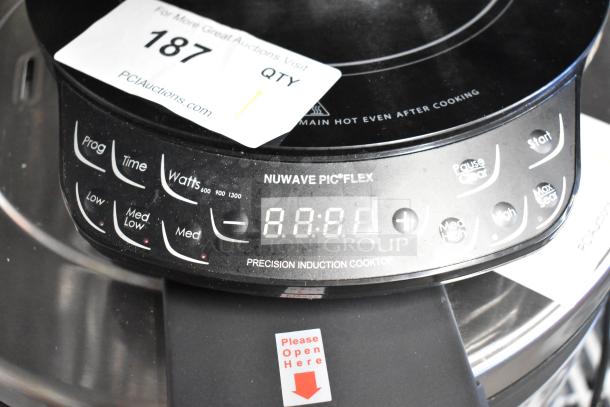 For More Great Auctions Visit
187
QTY
PCIAuctions.com
MAIN HOT EVEN AFTER COOKING
Prog
Time
Watts 600 900 1300
NUWAVE PIC FLEX
Pause
Clear
Start
Low
Med
Low
Med
-
+
High
Max
Sear
GROUP
PRECISION INDUCTION COOKTOP
Please
Open
Here